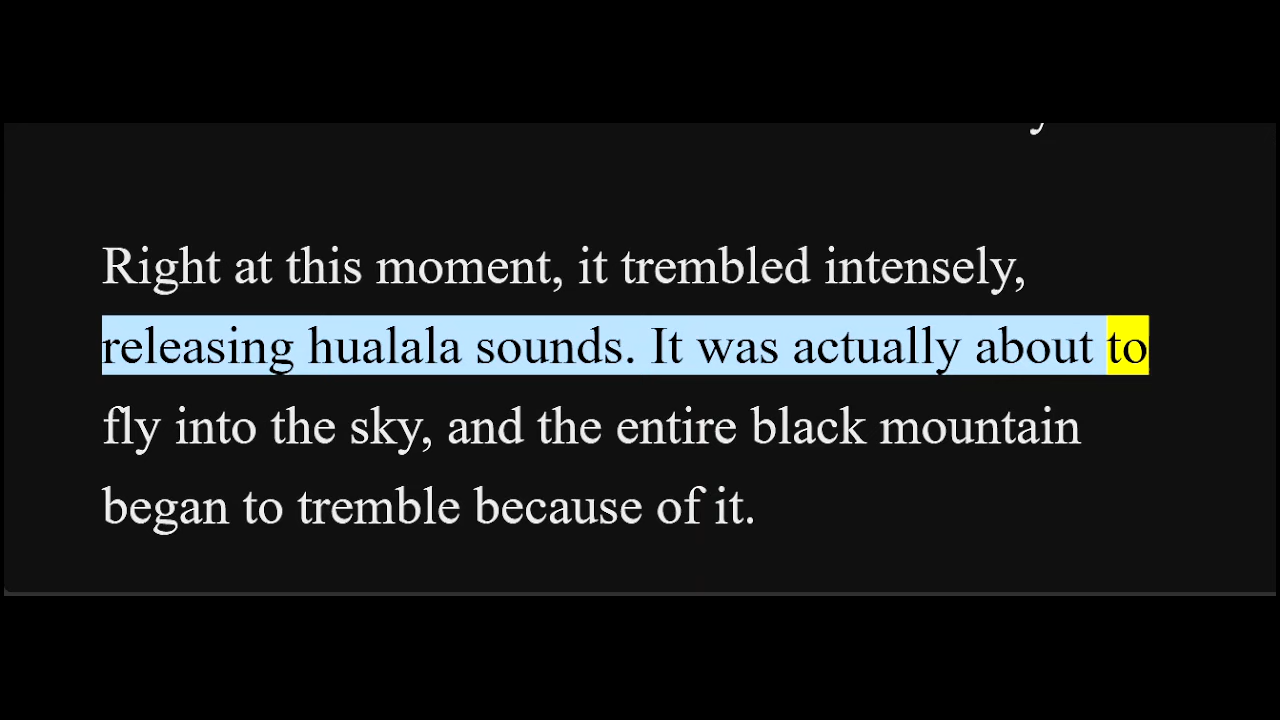 Right at this moment, it trembled intensely,
releasing hualala sounds. It was actually about to
fly into the sky, and the entire black mountain
began to tremble because of it.